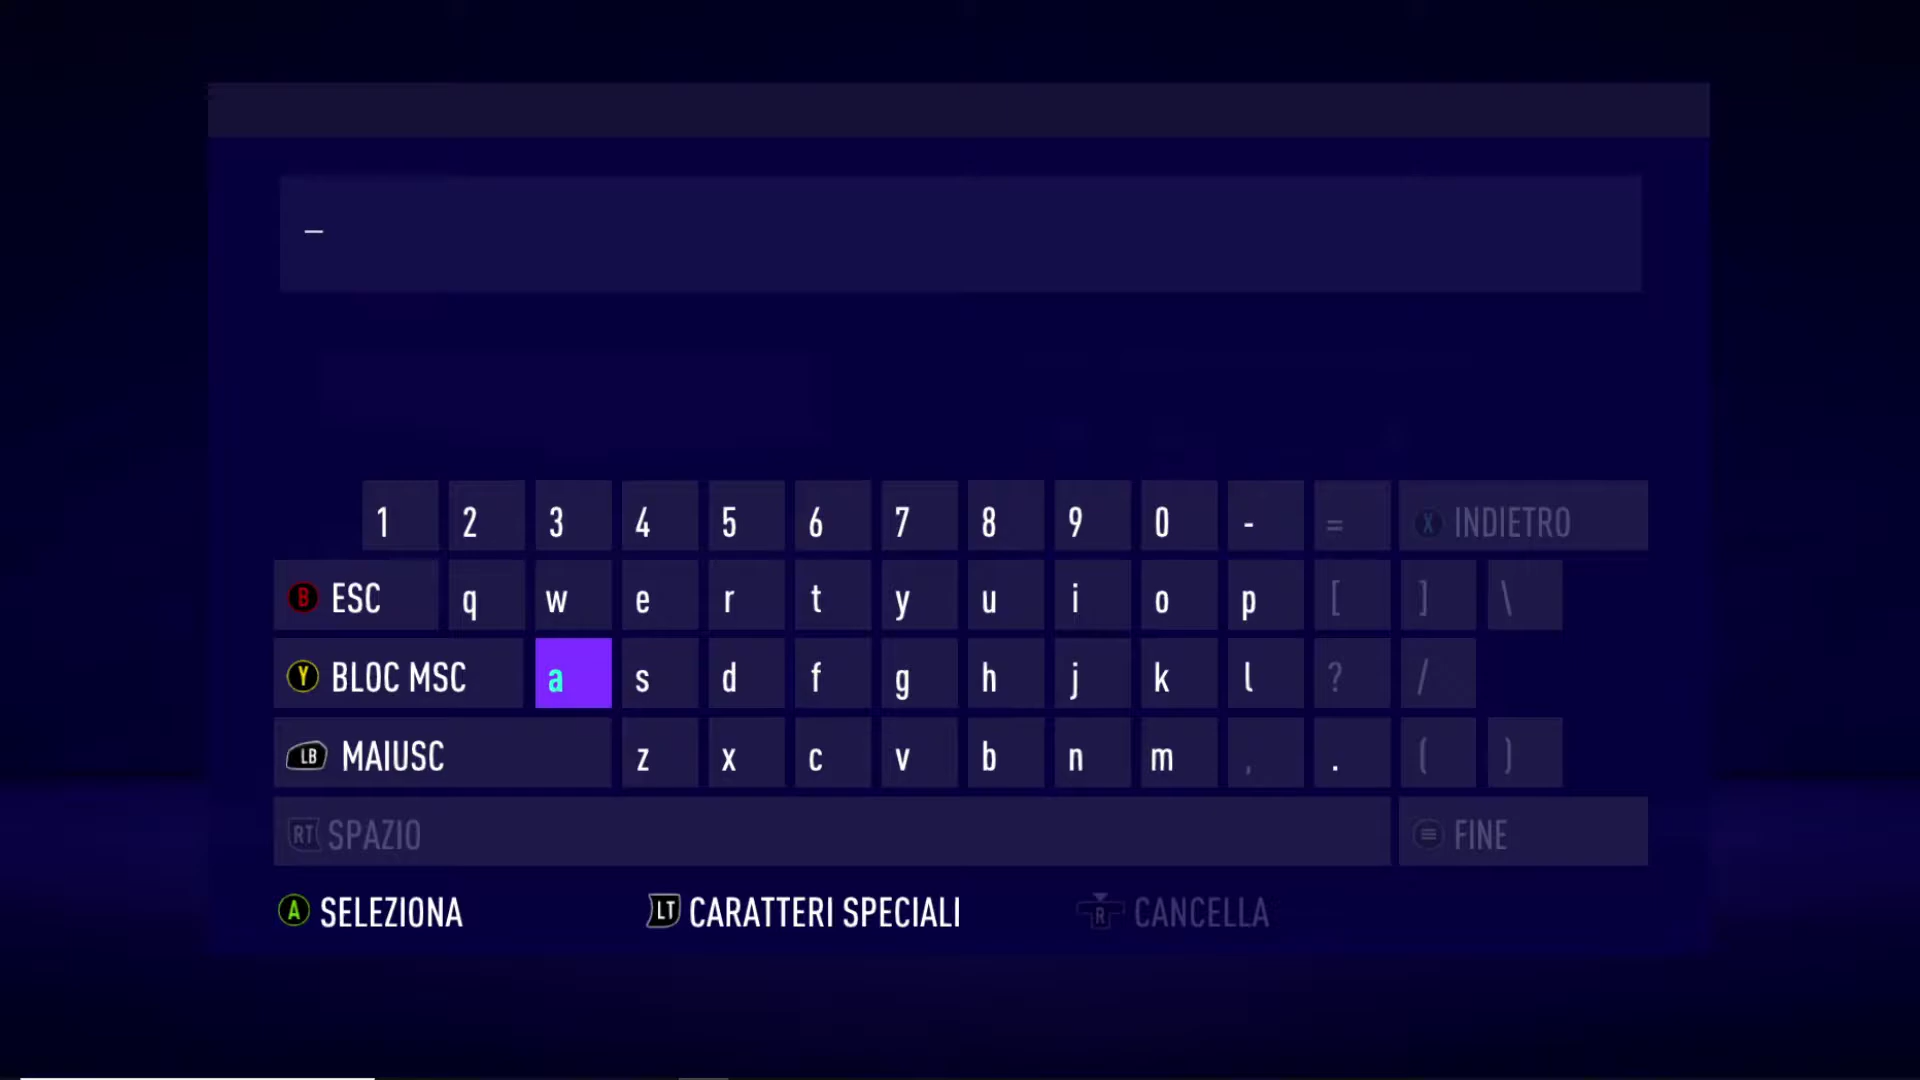 _
1 2 3 4 5 6 7 8 9 0 - = X INDIETRO
B ESC q w e r t y u i o p [ ] \
Y BLOC MSC a s d f g h j k l ? /
LB MAIUSC z x c v b n m , . ( )
RT SPAZIO FINE
A SELEZIONA LT CARATTERI SPECIALI R CANCELLA